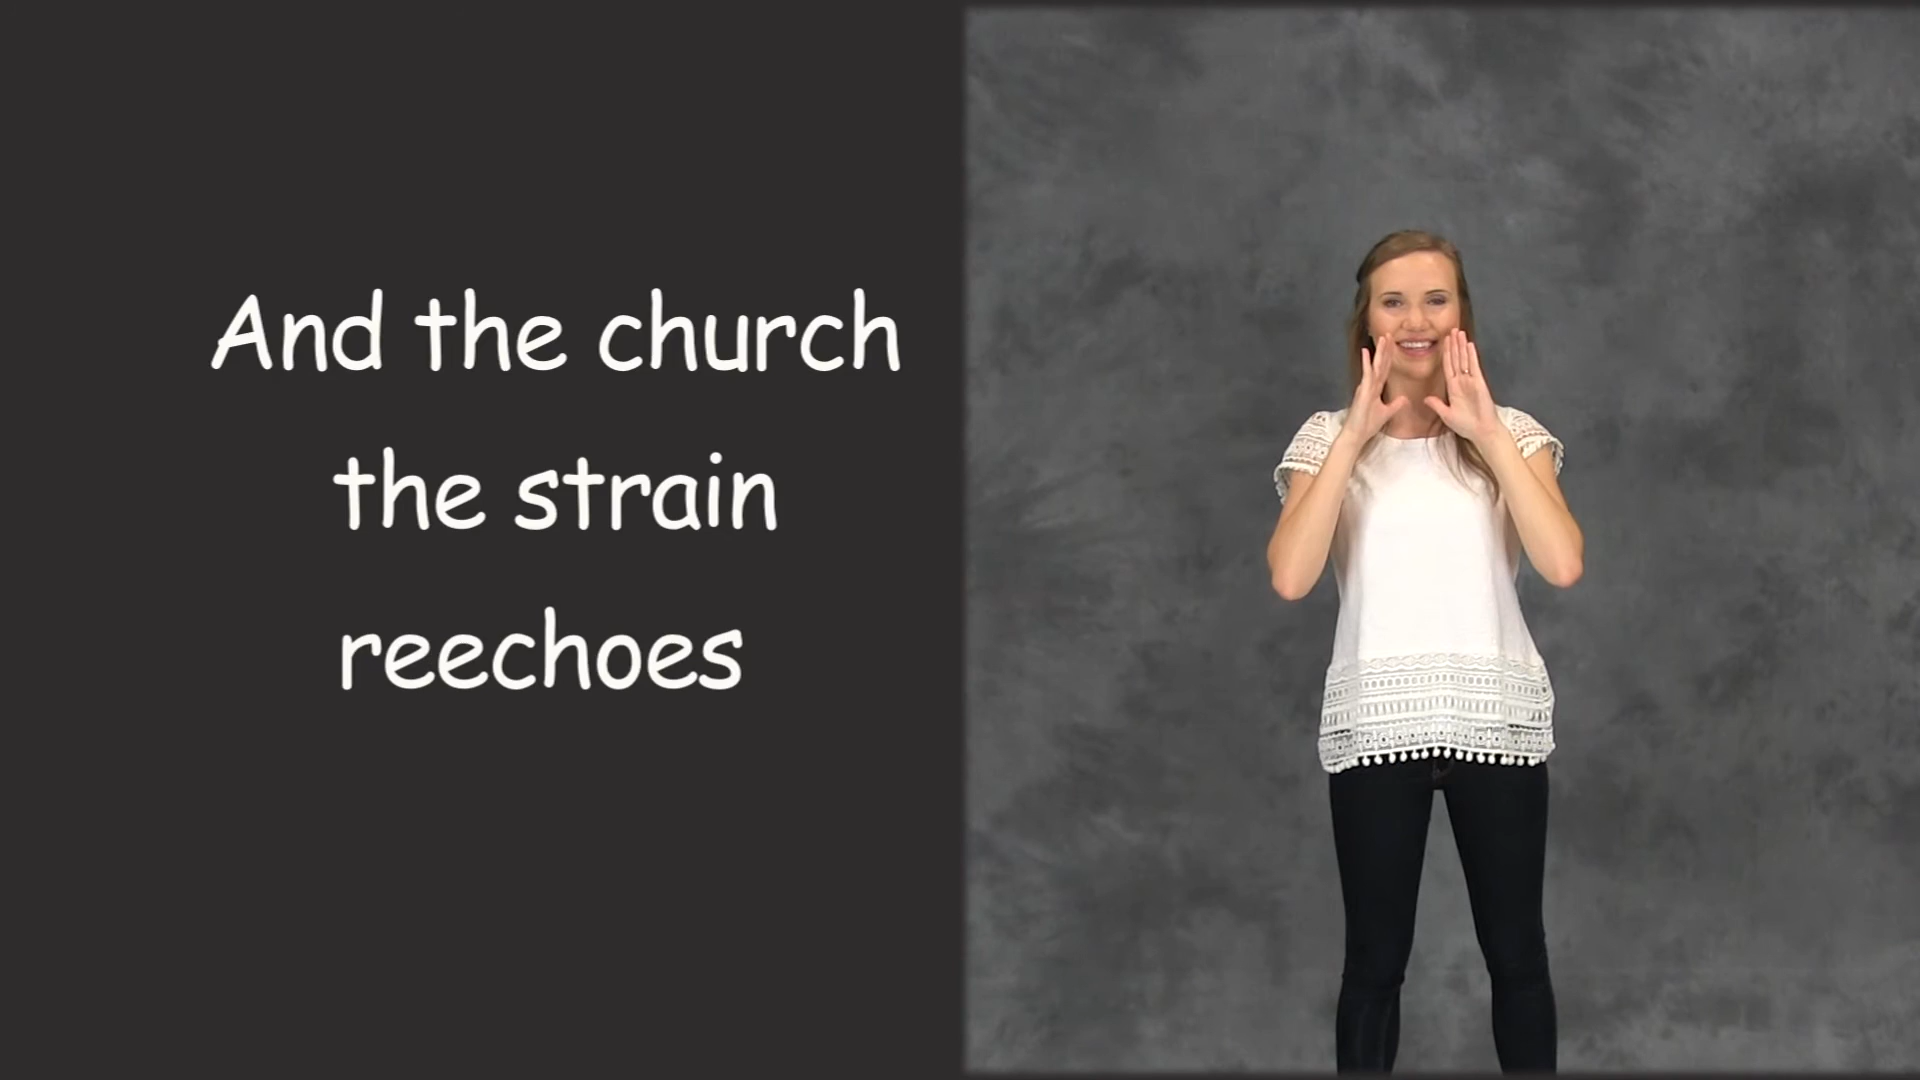 And the church
the strain
reechoes